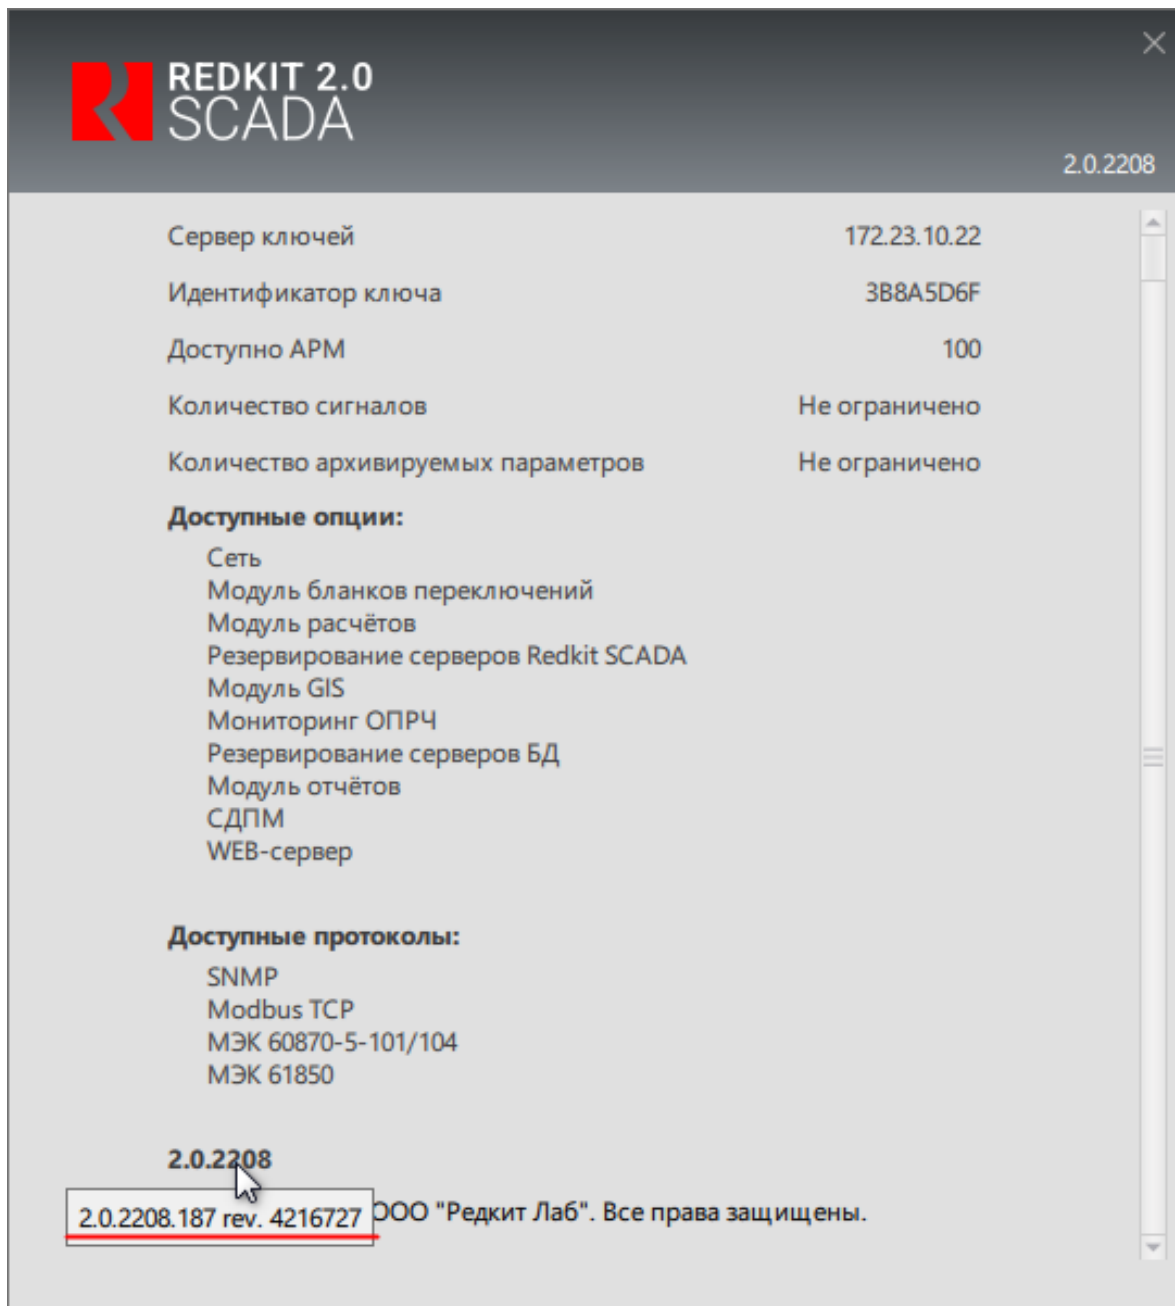 REDKIT 2.0
SCADA
2.0.2208
Сервер ключей 172.23.10.22
Идентификатор ключа 3B8A5D6F
Доступно АРМ 100
Количество сигналов Не ограничено
Количество архивируемых параметров Не ограничено
Доступные опции:
Сеть
Модуль бланков переключений
Модуль расчётов
Резервирование серверов Redkit SCADA
Модуль GIS
Мониторинг ОПРЧ
Резервирование серверов БД
Модуль отчётов
СДПМ
WEB-сервер
Доступные протоколы:
SNMP
Modbus TCP
МЭК 60870-5-101/104
МЭК 61850
2.0.2208
2.0.2208.187 rev. 4216727 ООО "Редкит Лаб". Все права защищены.